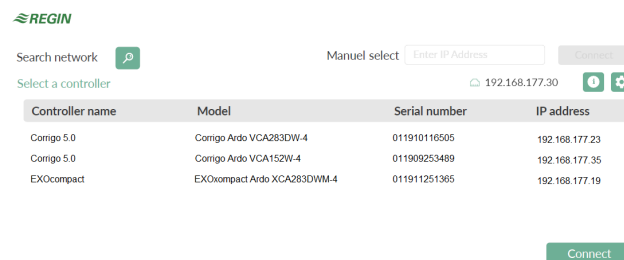 REGIN
Search network
Manuel select Enter IP Address Connect
Select a controller
192.168.177.30
Controller name Model Serial number IP address
Corrigo 5.0 Corrigo Ardo VCA283DW-4 011910116505 192.168.177.23
Corrigo 5.0 Corrigo Ardo VCA152W-4 011909253489 192.168.177.35
EXOcompact EXOxompact Ardo XCA283DWM-4 011911251365 192.168.177.19
Connect